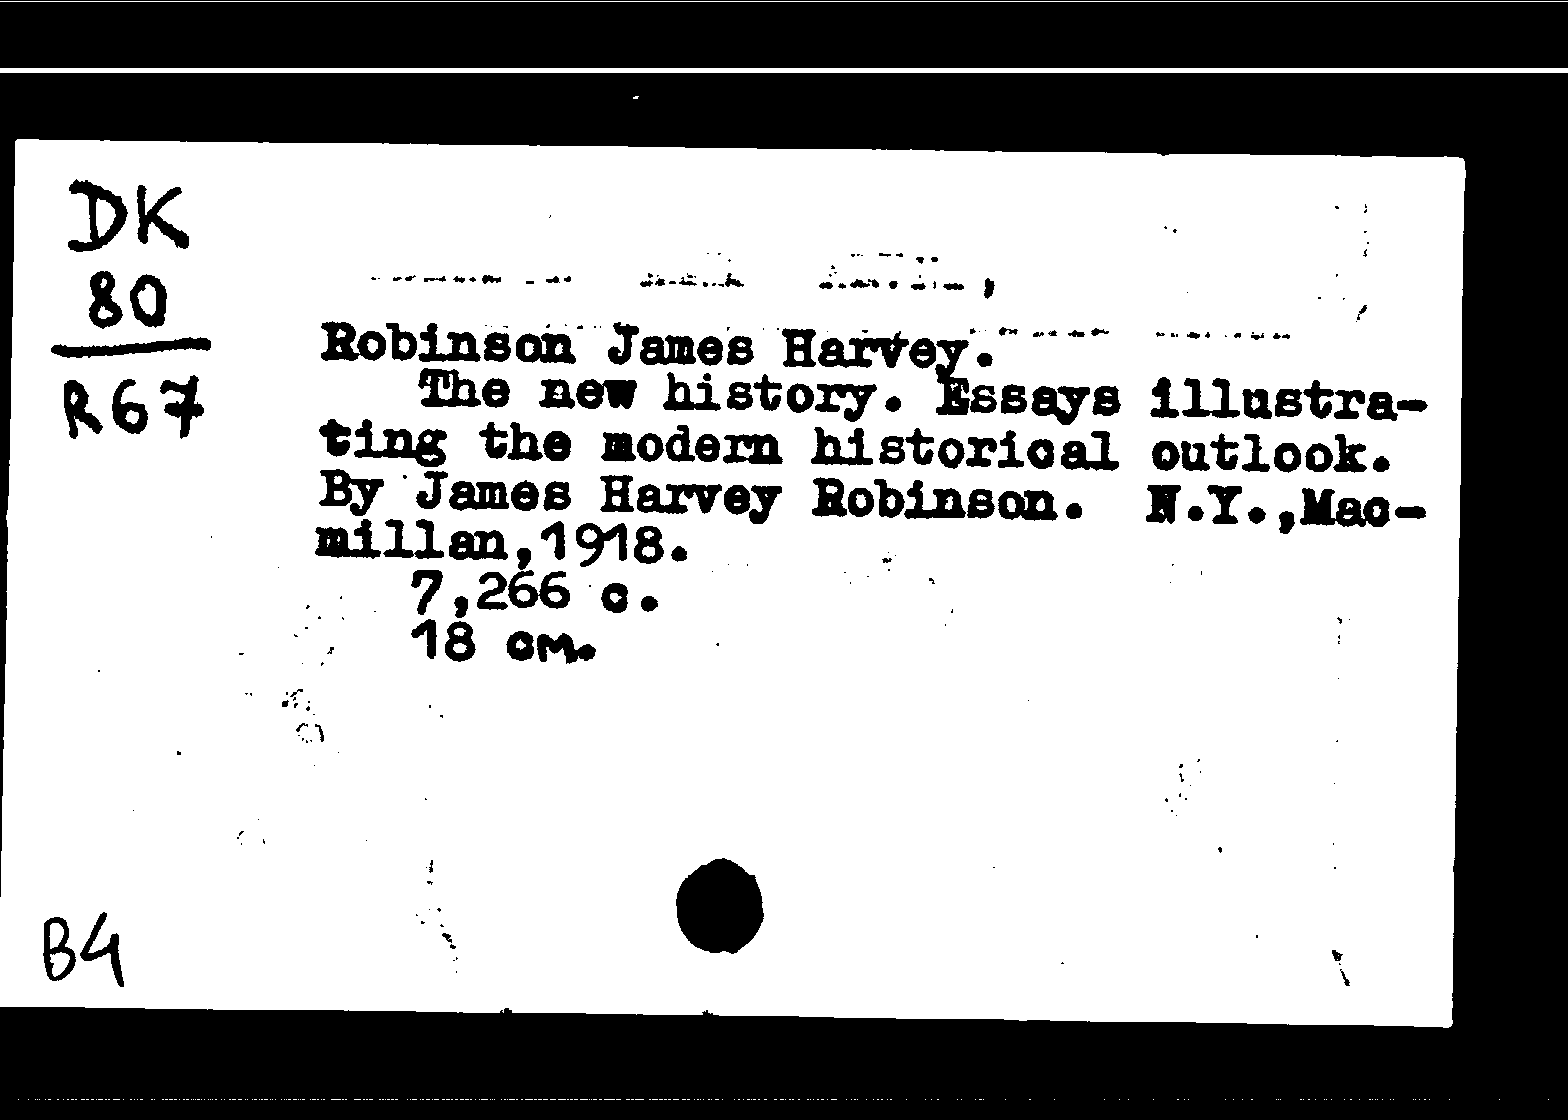 DK
80
R67
Robinson James Harvey.
The new history. Essays illustra-
ting the modern historical outlook.
By James Harvey Robinson. N.Y.,Mac-
millan,1918.
7,266 c.
18 cm.
B4